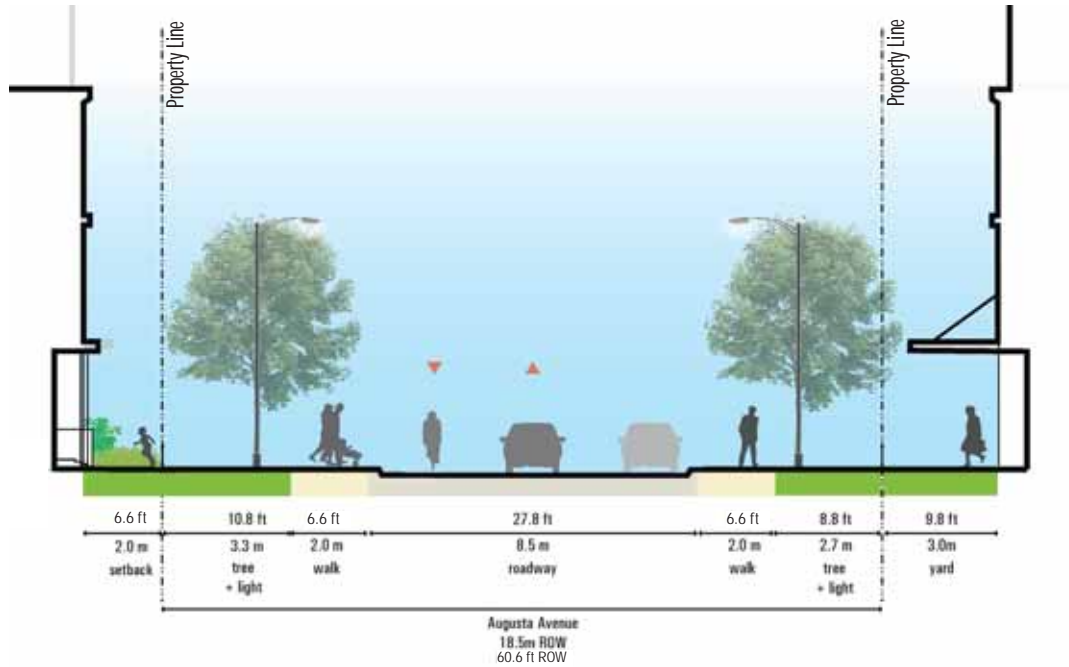 Property Line
Property Line
6.6 ft
10.8 ft
6.6 ft
27.8 ft
6.6 ft
8.8 ft
9.8 ft
2.0 m
3.3 m
2.0 m
8.5 m
2.0 m
2.7 m
3.0m
setback
tree
+ light
walk
roadway
walk
tree
+ light
yard
Augusta Avenue
18.5m ROW
60.6 ft ROW